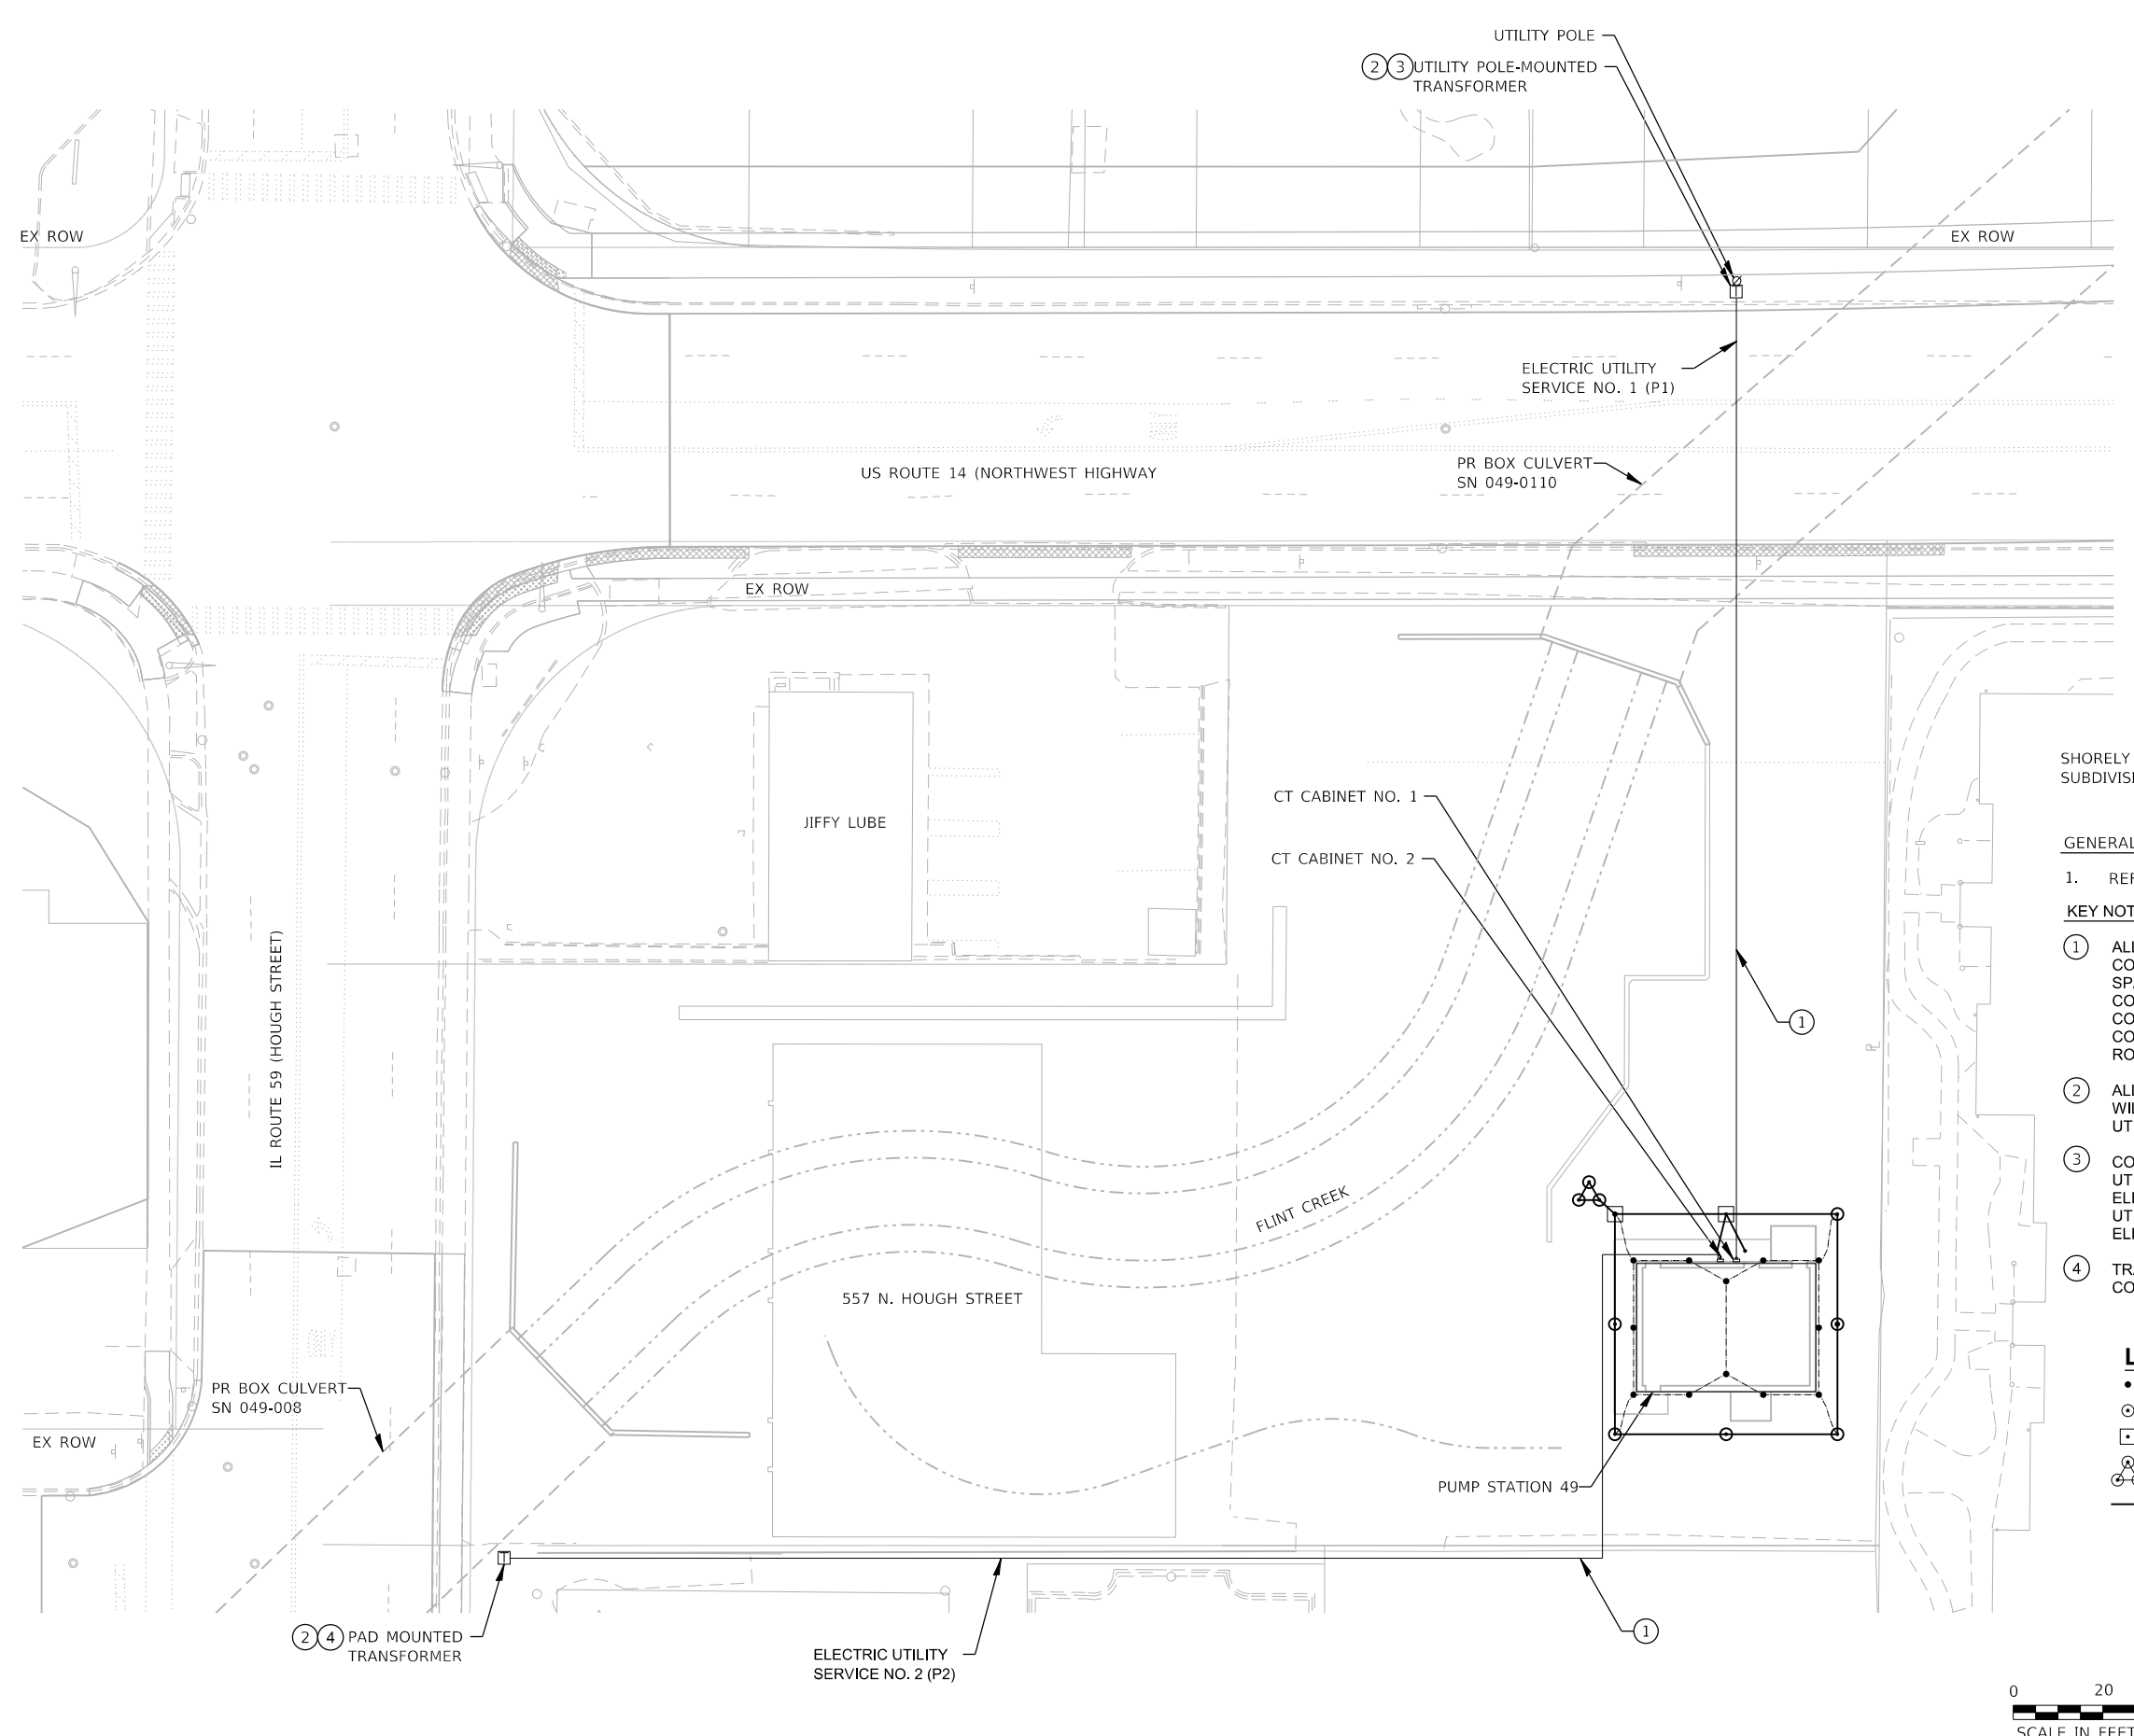 UTILITY POLE
2 3 UTILITY POLE-MOUNTED
TRANSFORMER
EX ROW
EX ROW
ELECTRIC UTILITY
SERVICE NO. 1 (P1)
US ROUTE 14 (NORTHWEST HIGHWAY
PR BOX CULVERT
SN 049-0110
EX ROW
SHORELY
CT CABINET NO. 1
JIFFY LUBE
CT CABINET NO. 2
GENERAL
1.
KEY
1
1
IL ROUTE 59 (HOUGH STREET)
2
3
FLINT CREEK
4
557 N. HOUGH STREET
PR BOX CULVERT
SN 049-008
EX ROW
PUMP STATION 49
T
2 4 PAD MOUNTED
TRANSFORMER
1
ELECTRIC UTILITY
SERVICE NO. 2 (P2)
0 20
SCALE IN FEET